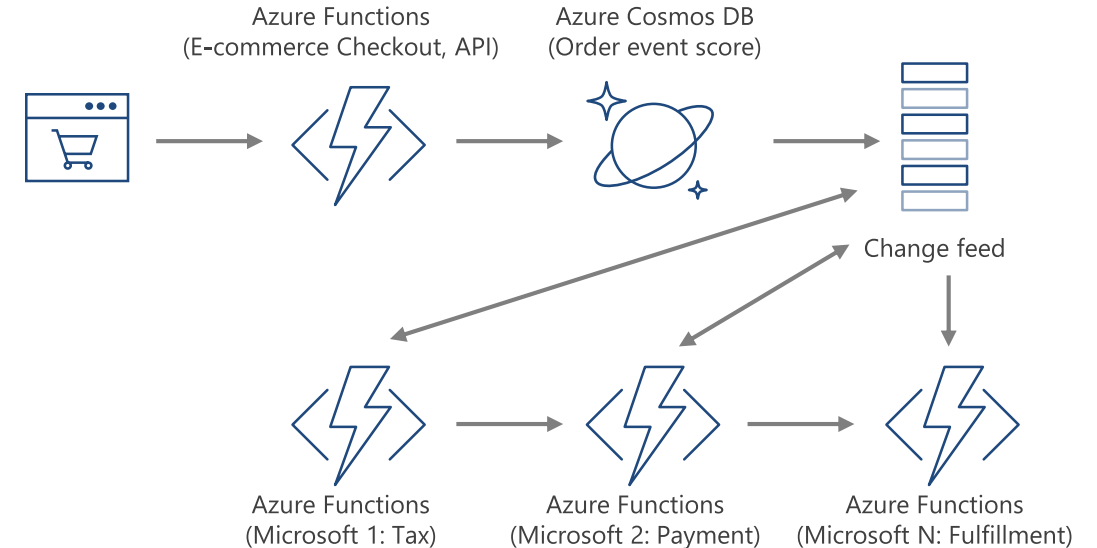 Azure Functions
(E-commerce Checkout, API)
Azure Cosmos DB
(Order event score)
Change feed
Azure Functions
(Microsoft 1: Tax)
Azure Functions
(Microsoft 2: Payment)
Azure Functions
(Microsoft N: Fulfillment)